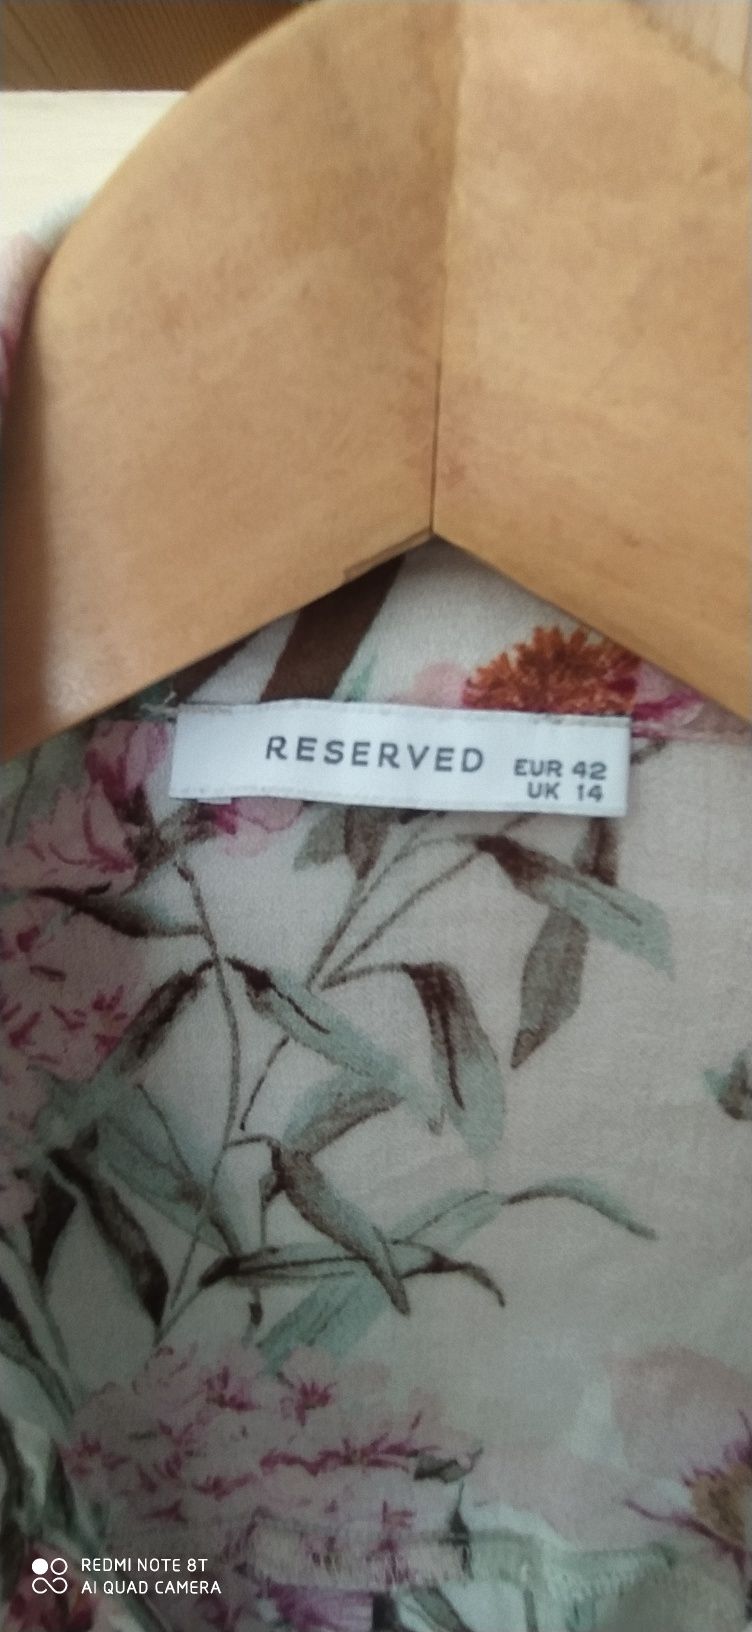 RESERVED
EUR 42
UK 14
REDMI NOTE 8T
AI QUAD CAMERA